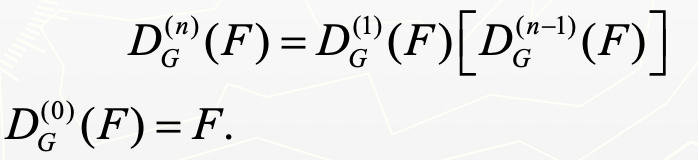 D_G^{(n)}(F) = D_G^{(1)}(F)[D_G^{(n-1)}(F)]
D_G^{(0)}(F) = F.